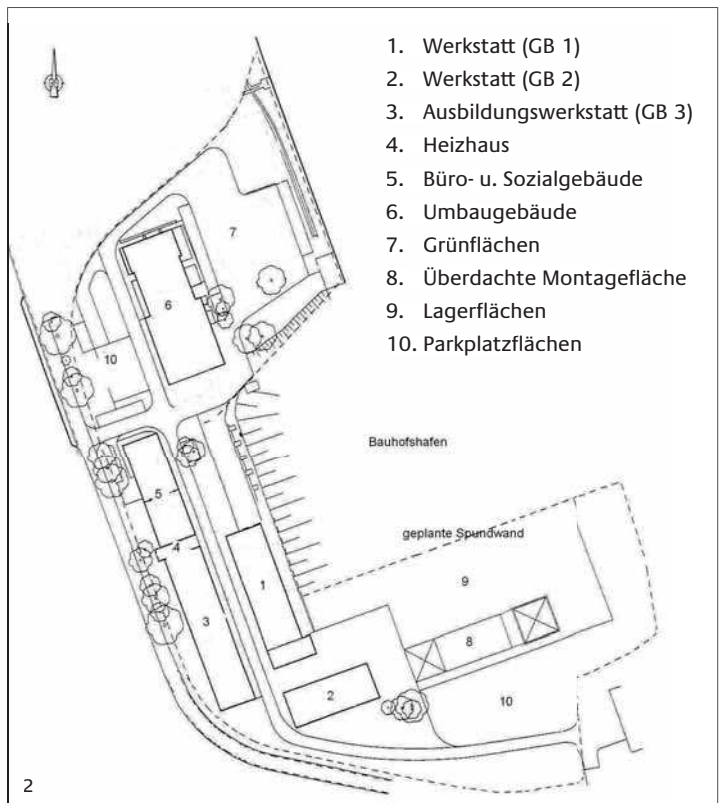 1. Werkstatt (GB 1)
2. Werkstatt (GB 2)
3. Ausbildungswerkstatt (GB 3)
4. Heizhaus
5. Büro- u. Sozialgebäude
6. Umbaugebäude
7. Grünflächen
8. Überdachte Montagefläche
9. Lagerflächen
10. Parkplatzflächen
7
6
10
Bauhofshafen
5
geplante Spundwand
4
9
1
3
8
2
10
2